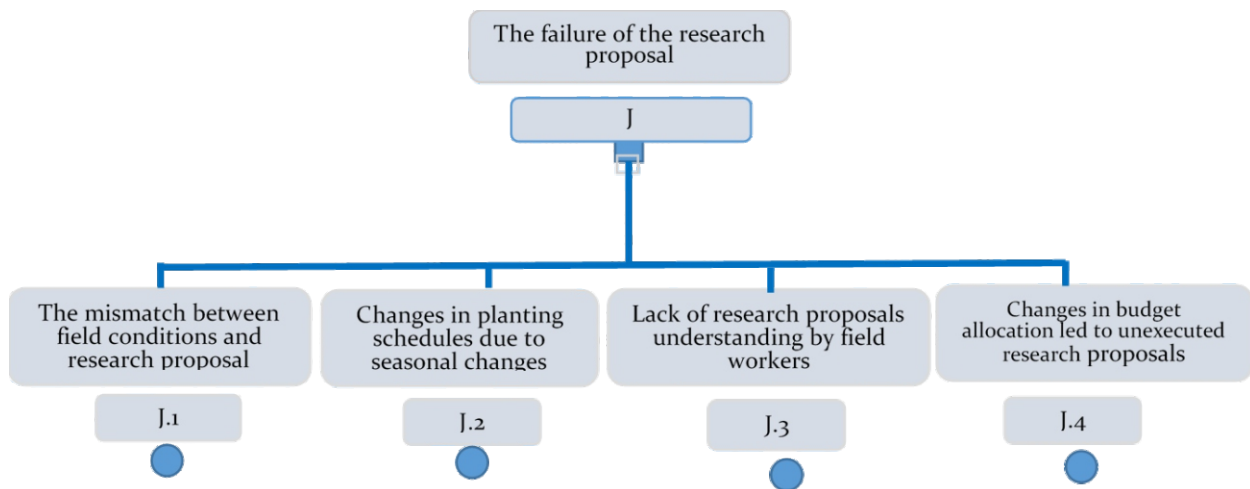 The failure of the research
proposal
J
The mismatch between
field conditions and
research proposal
J.1
Changes in planting
schedules due to
seasonal changes
J.2
Lack of research proposals
understanding by field
workers
J.3
Changes in budget
allocation led to unexecuted
research proposals
J.4